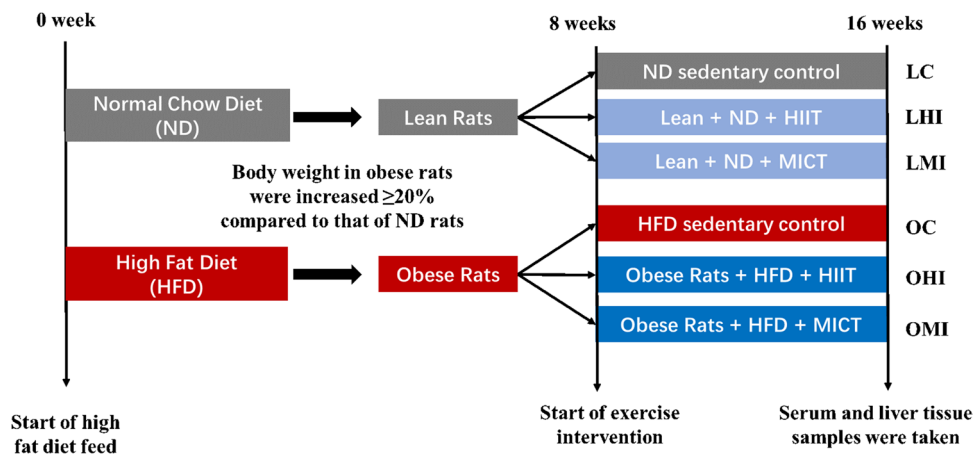 0 week
8 weeks
16 weeks
Normal Chow Diet
(ND)
Lean Rats
ND sedentary control
LC
Lean + ND + HIIT
LHI
Lean + ND + MICT
LMI
Body weight in obese rats
were increased ≥20%
compared to that of ND rats
High Fat Diet
(HFD)
Obese Rats
HFD sedentary control
OC
Obese Rats + HFD + HIIT
OHI
Obese Rats + HFD + MICT
OMI
Start of high
fat diet feed
Start of exercise
intervention
Serum and liver tissue
samples were taken